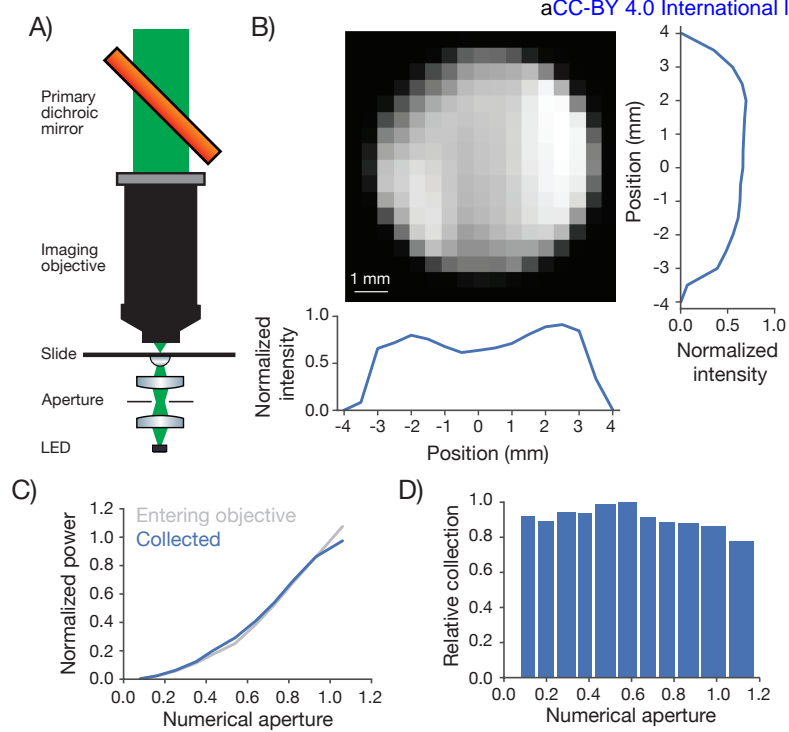 aCC-BY 4.0 International l
A)
Primary
dichroic
mirror
Imaging
objective
Slide
Aperture
LED
B)
1 mm
Normalized
intensity
1.0
0.5
0.0
-4 -3 -2 -1 0 1 2 3 4
Position (mm)
Position (mm)
4
3
2
1
0
-1
-2
-3
-4
0.0 0.5 1.0
Normalized
intensity
C)
Entering objective
Collected
Normalized power
1.2
1.0
0.8
0.6
0.4
0.2
0.0
0.0 0.2 0.4 0.6 0.8 1.0 1.2
Numerical aperture
D)
Relative collection
1.0
0.8
0.6
0.4
0.2
0.0
0.0 0.2 0.4 0.6 0.8 1.0 1.2
Numerical aperture